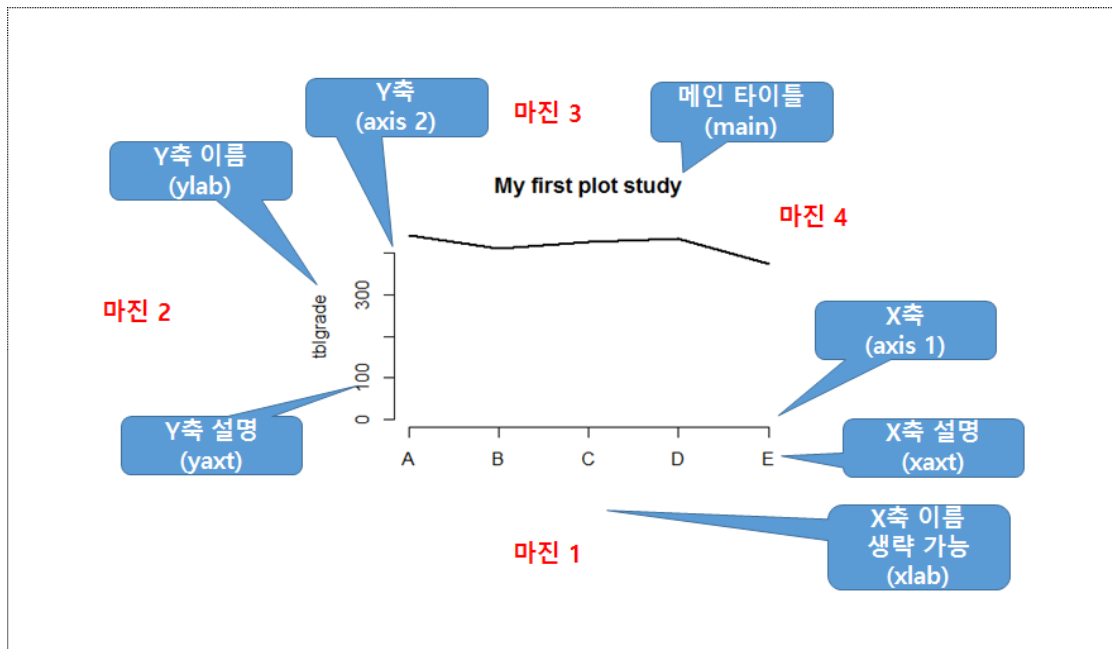 Y축
(axis 2)
마진 3
메인 타이틀
(main)
Y축 이름
(ylab)
My first plot study
마진 4
마진 2
300
tblgrade
X축
(axis 1)
100
0
Y축 설명
(yaxt)
A B C D E
X축 설명
(xaxt)
X축 이름
생략 가능
(xlab)
마진 1